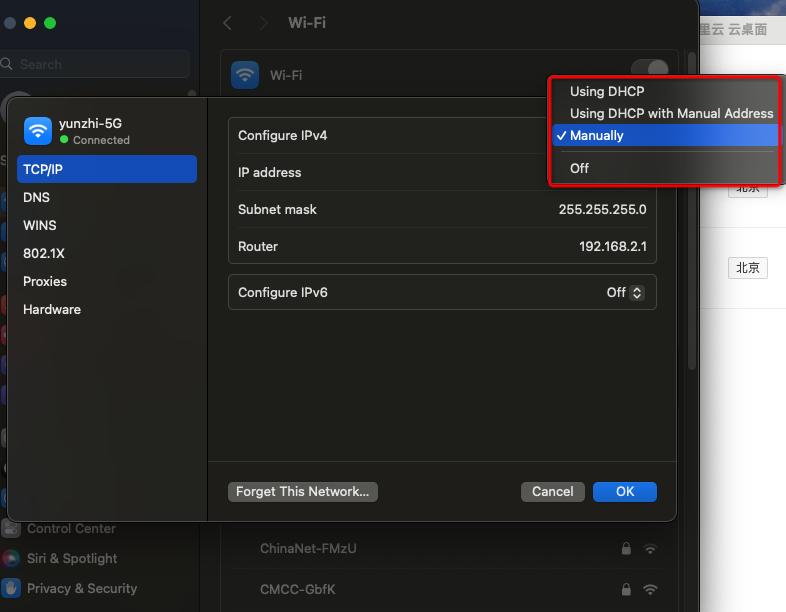 Wi-Fi
里云 云桌面
Search
Wi-Fi
Using DHCP
Using DHCP with Manual Address
Manually
Off
yunzhi-5G
Connected
TCP/IP
DNS
WINS
802.1X
Proxies
Hardware
Configure IPv4
IP address
Subnet mask 255.255.255.0
Router 192.168.2.1
Configure IPv6 Off
北京
北京
Forget This Network...
Cancel
OK
Control Center
Siri & Spotlight
Privacy & Security
ChinaNet-FMzU
CMCC-GbfK